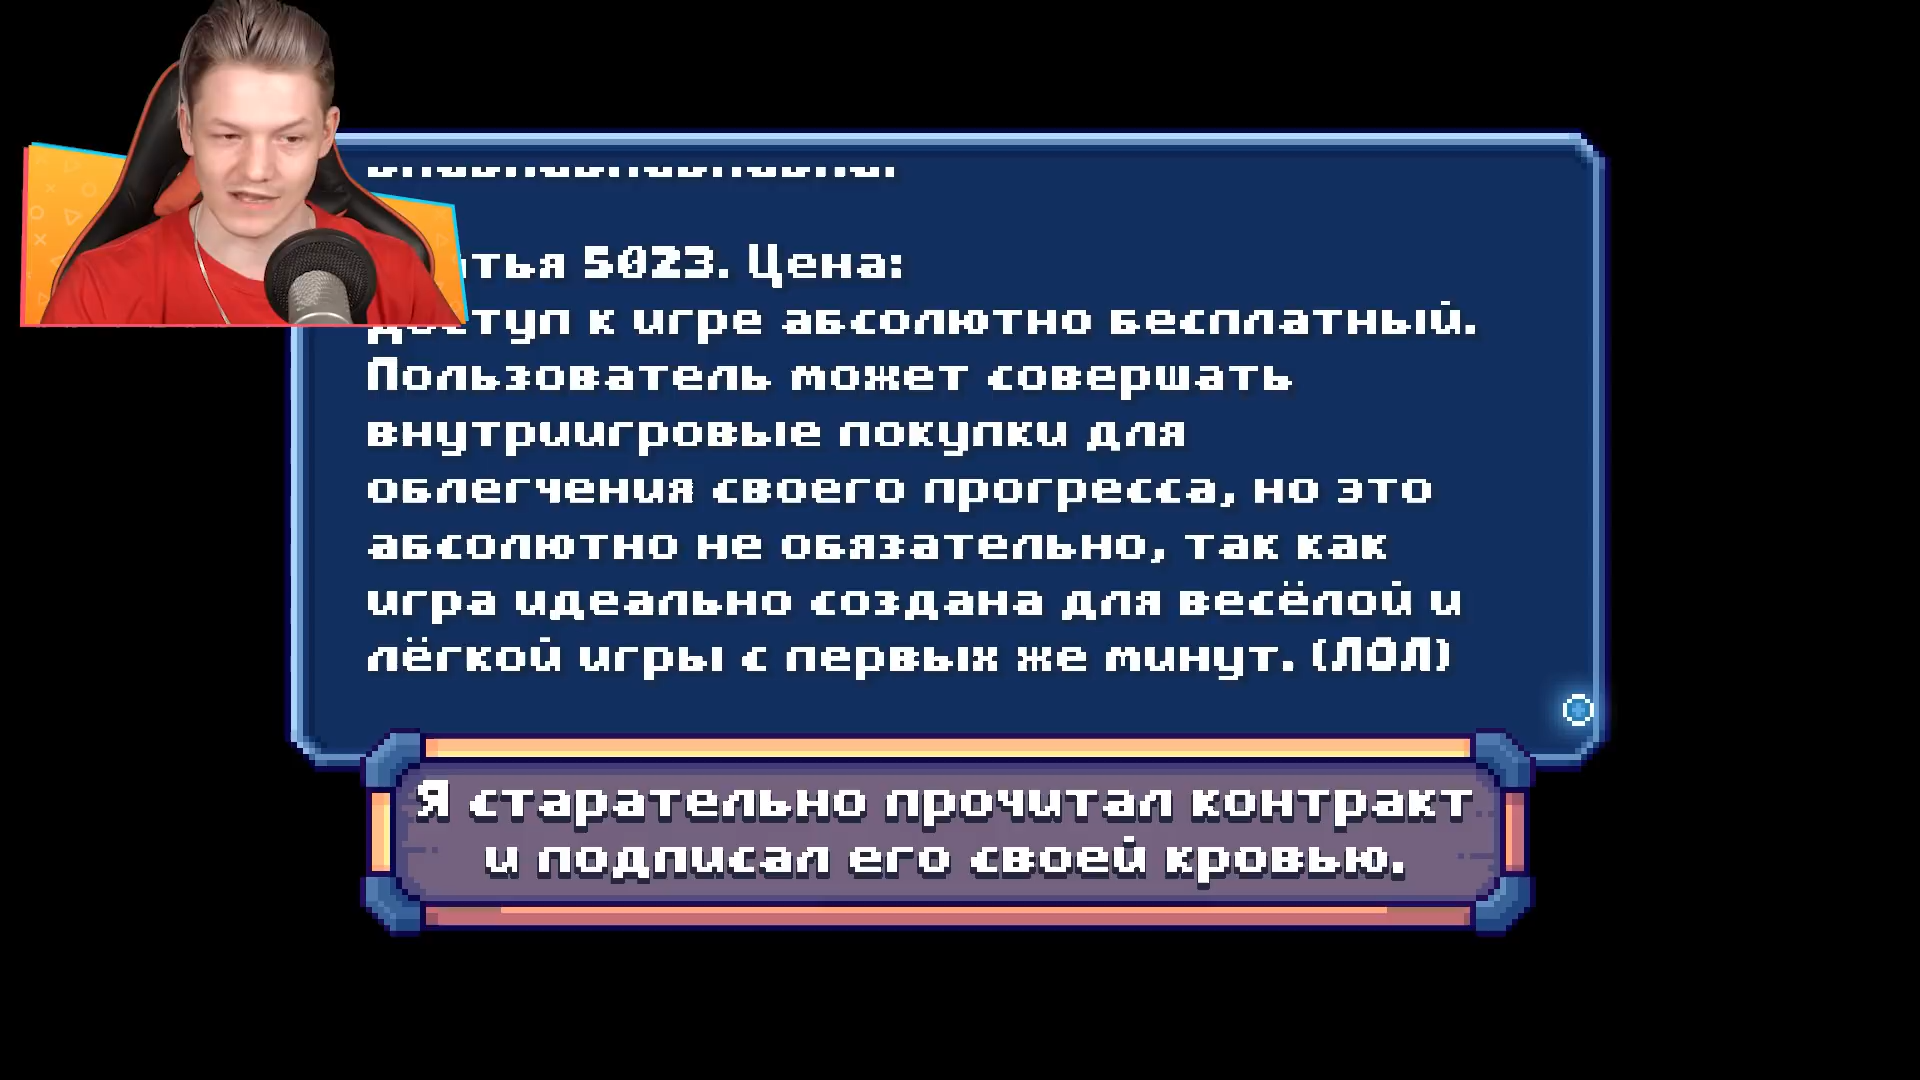 5023. Цена:
к игре абсолютно бесплатный.
Пользователь может совершать
внутриигровые покупки для
облегчения своего прогресса, но это
абсолютно не обязательно, так как
игра идеально создана для весёлой и
лёгкой игры с первых же минут. (ЛОЛ)
Я старательно прочитал контракт
и подписал его своей кровью.